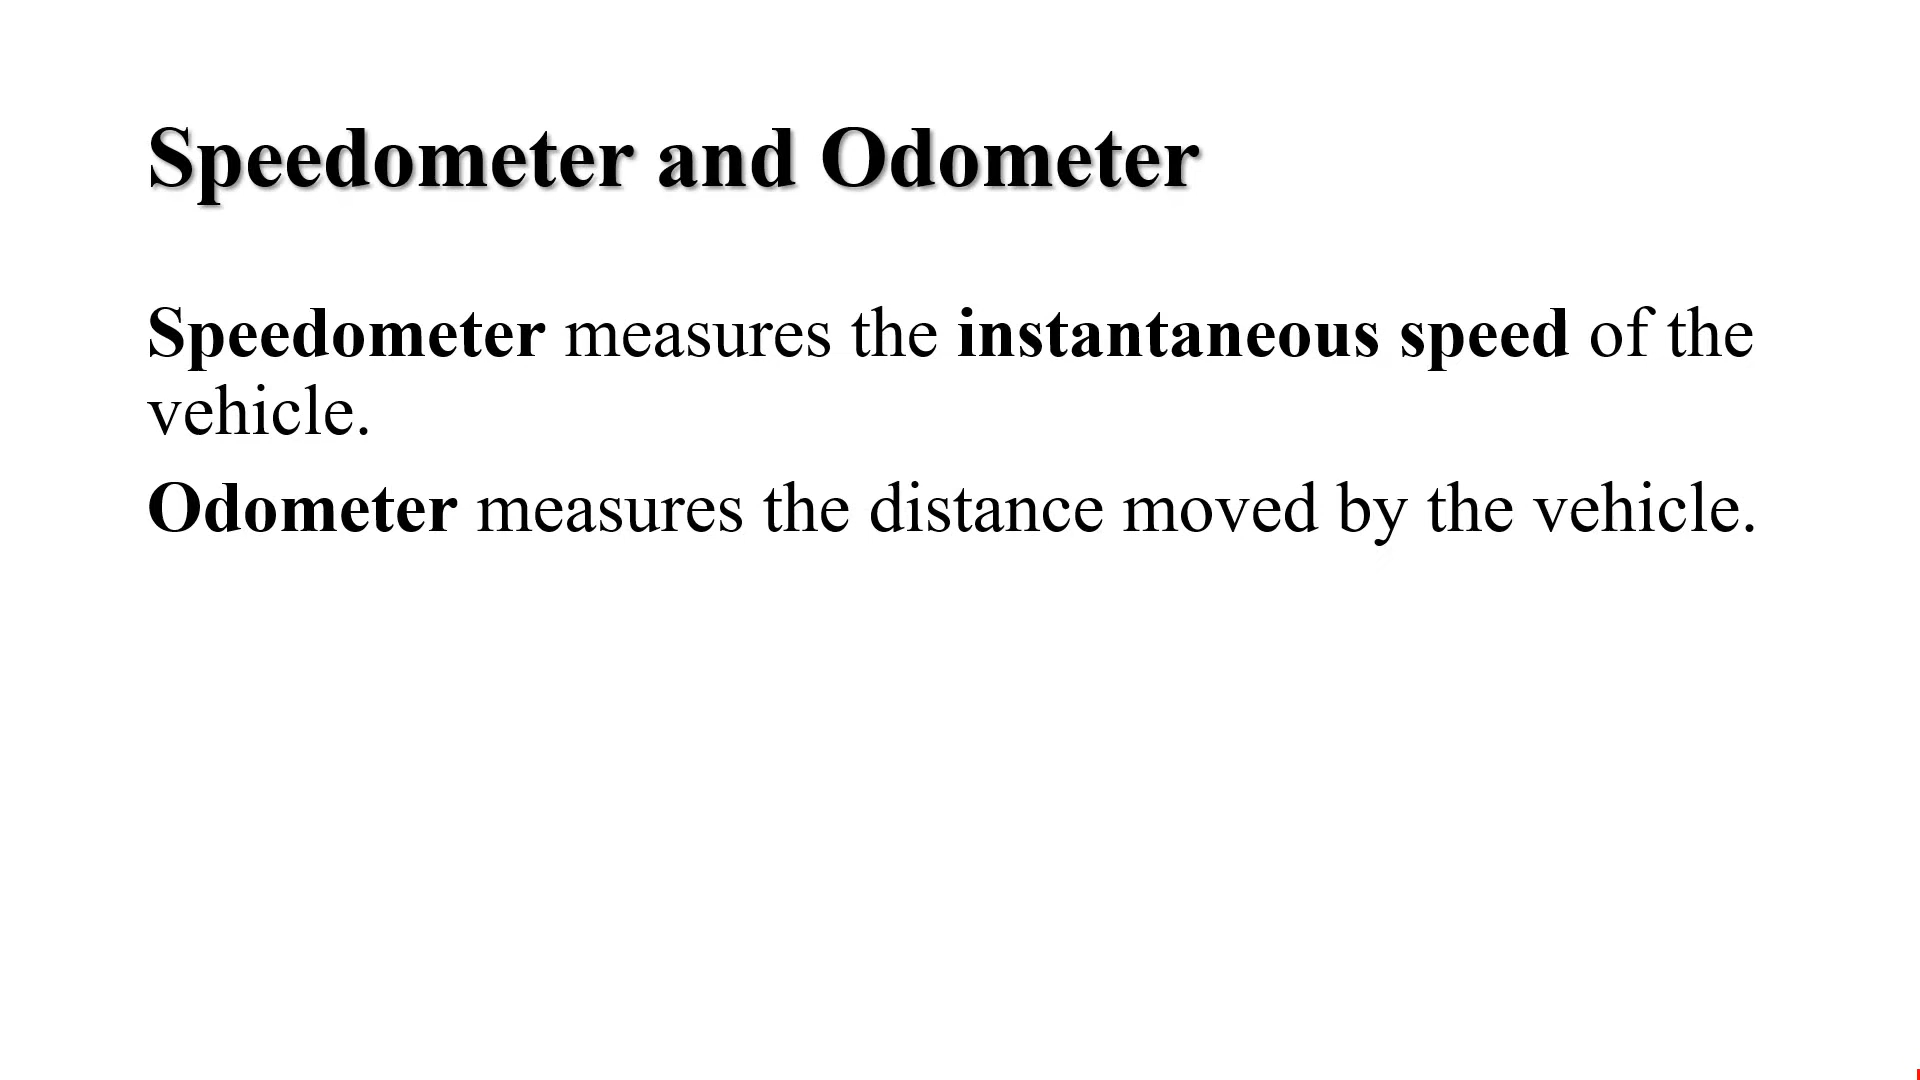 Speedometer and Odometer
Speedometer measures the instantaneous speed of the
vehicle.
Odometer measures the distance moved by the vehicle.